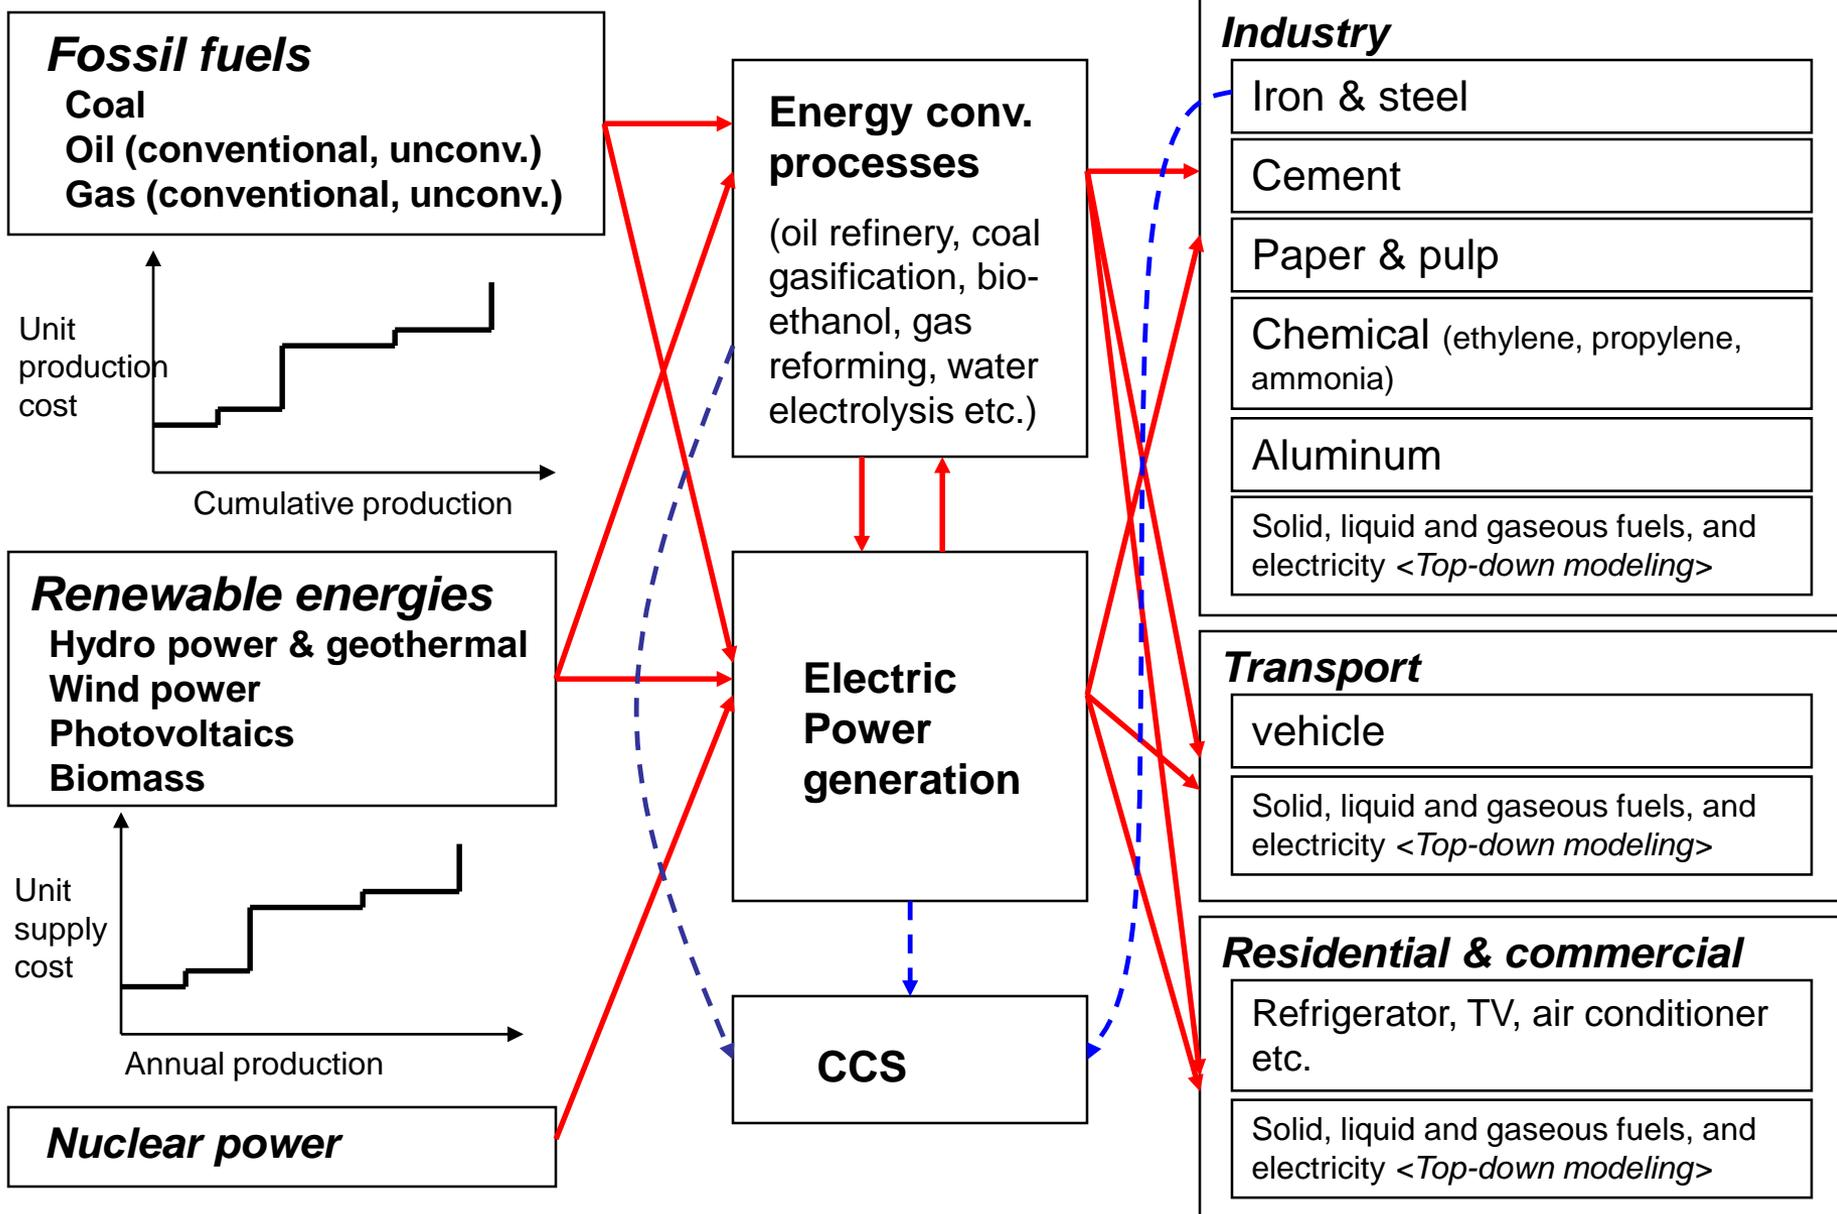 Fossil fuels
Coal
Oil (conventional, unconv.)
Gas (conventional, unconv.)
Unit
production
cost
Cumulative production
Renewable energies
Hydro power & geothermal
Wind power
Photovoltaics
Biomass
Unit
supply
cost
Annual production
Nuclear power
Energy conv.
processes
(oil refinery, coal
gasification, bio-
ethanol, gas
reforming, water
electrolysis etc.)
Electric
Power
generation
CCS
Industry
Iron & steel
Cement
Paper & pulp
Chemical (ethylene, propylene,
ammonia)
Aluminum
Solid, liquid and gaseous fuels, and
electricity <Top-down modeling>
Transport
vehicle
Solid, liquid and gaseous fuels, and
electricity <Top-down modeling>
Residential & commercial
Refrigerator, TV, air conditioner
etc.
Solid, liquid and gaseous fuels, and
electricity <Top-down modeling>